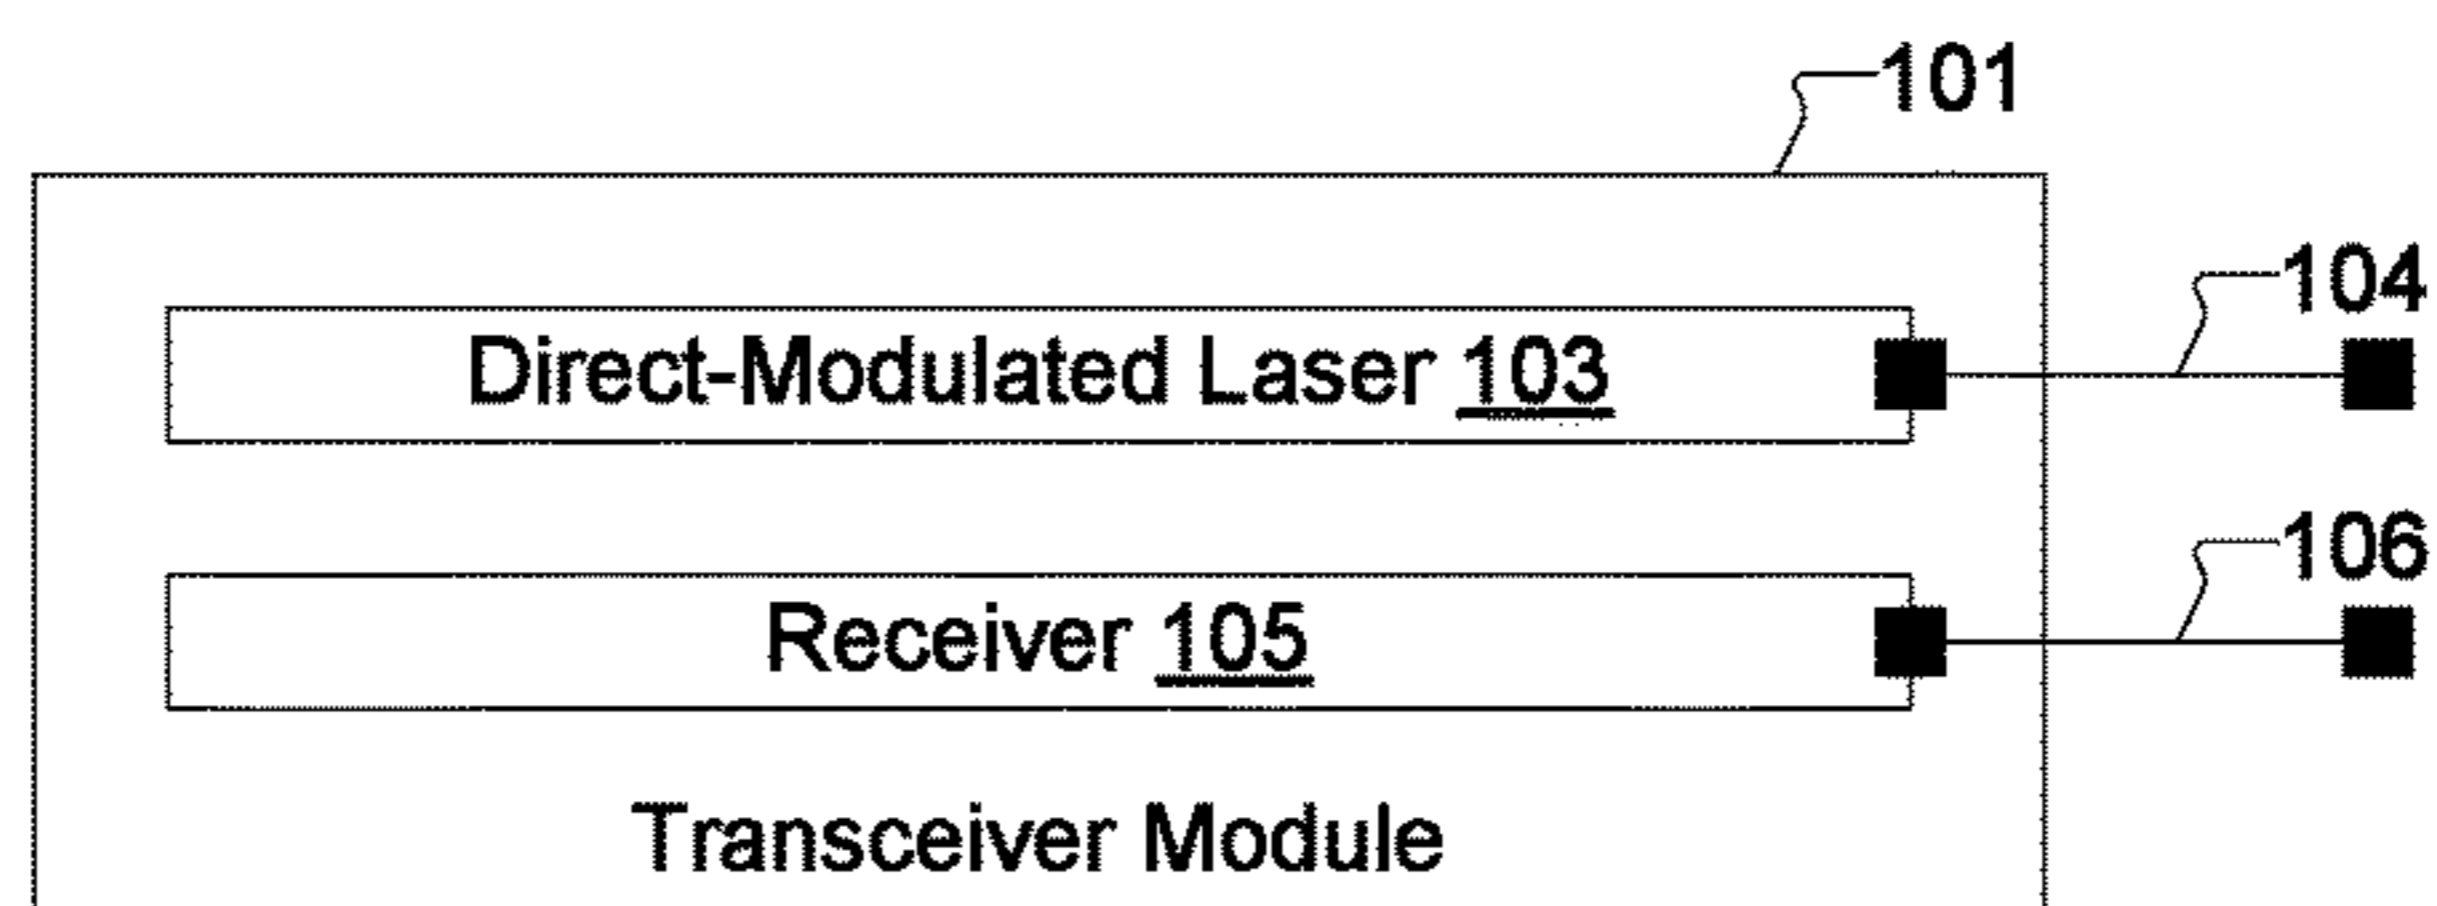 101
104
Direct-Modulated Laser 103
106
Receiver 105
Transceiver Module